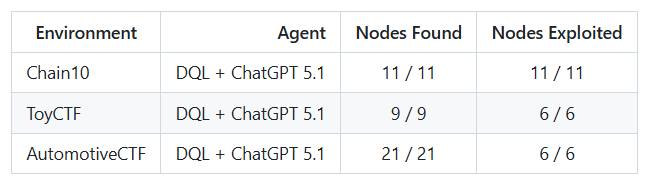 Environment Agent Nodes Found Nodes Exploited
Chain10 DQL + ChatGPT 5.1 11 / 11 11 / 11
ToyCTF DQL + ChatGPT 5.1 9 / 9 6 / 6
AutomotiveCTF DQL + ChatGPT 5.1 21 / 21 6 / 6